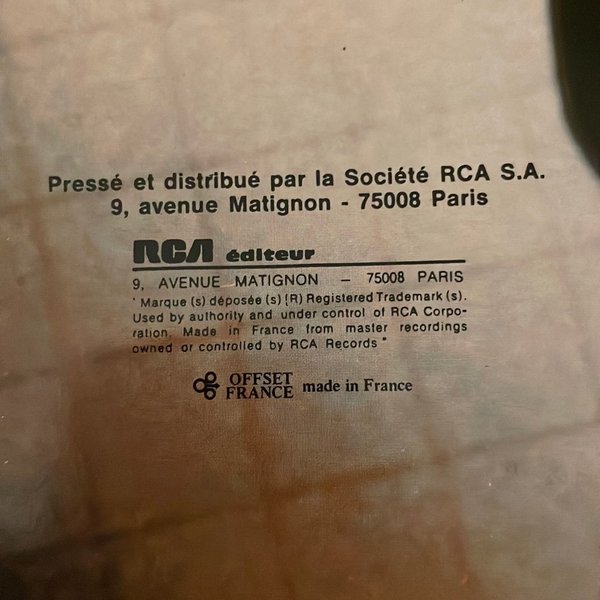 Pressé et distribué par la Société RCA S.A.
9, avenue Matignon - 75008 Paris
RCA éditeur
9, AVENUE MATIGNON — 75008 PARIS
* Marque (s) déposée (s) (R) Registered Trademark (s).
Used by authority and under control of RCA Corpo-
ration. Made in France from master recordings
owned or controlled by RCA Records "
OFFSET
FRANCE made in France